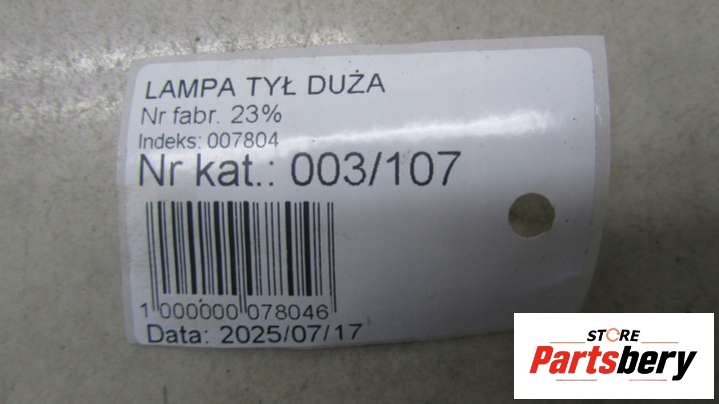 LAMPA TYŁ DUŻA
Nr fabr. 23%
Indeks: 007804
Nr kat.: 003/107
1 000000 078046
Data: 2025/07/17
STORE
Partsbery